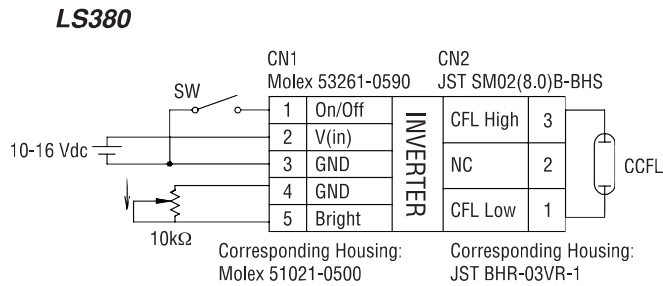 LS380
CN1
Molex 53261-0590
CN2
JST SM02(8.0)B-BHS
SW
10-16 Vdc
10kΩ
1 On/Off
2 V(in)
3 GND
4 GND
5 Bright
INVERTER
CFL High 3
NC 2
CFL Low 1
CCFL
Corresponding Housing:
Molex 51021-0500
Corresponding Housing:
JST BHR-03VR-1